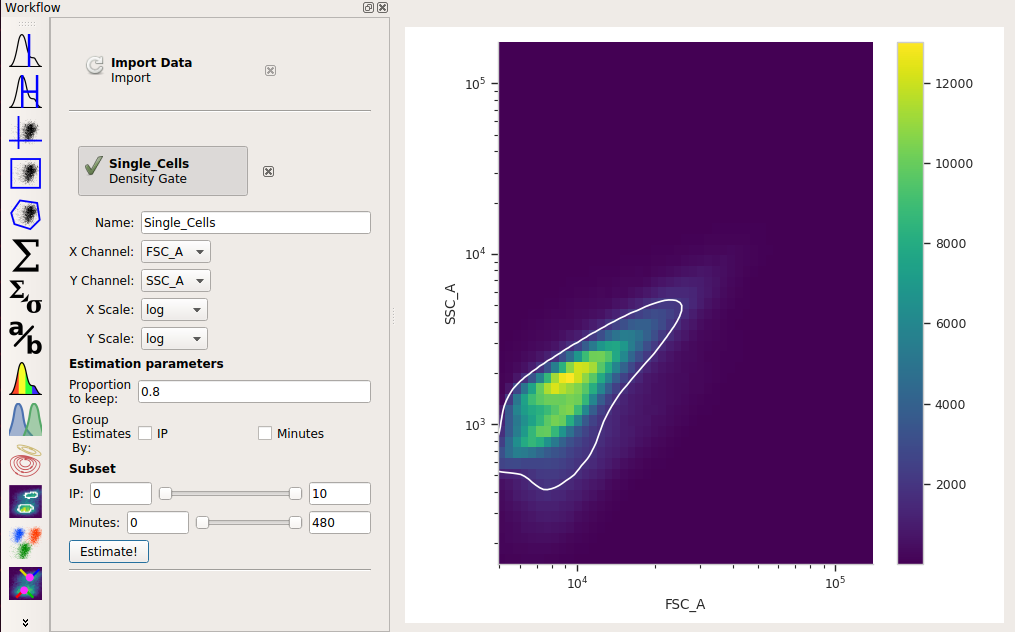 Workflow
Import Data
Import
Single_Cells
Density Gate
Name: Single_Cells
X Channel: FSC_A
Y Channel: SSC_A
X Scale: log
Y Scale: log
Estimation parameters
Proportion
to keep: 0.8
Group
Estimates
By: IP Minutes
Subset
IP: 0 10
Minutes: 0 480
Estimate!
Σ
Σ,σ
a/b
SSC_A
10^5
10^4
10^3
10^4 10^5
FSC_A
12000
10000
8000
6000
4000
2000